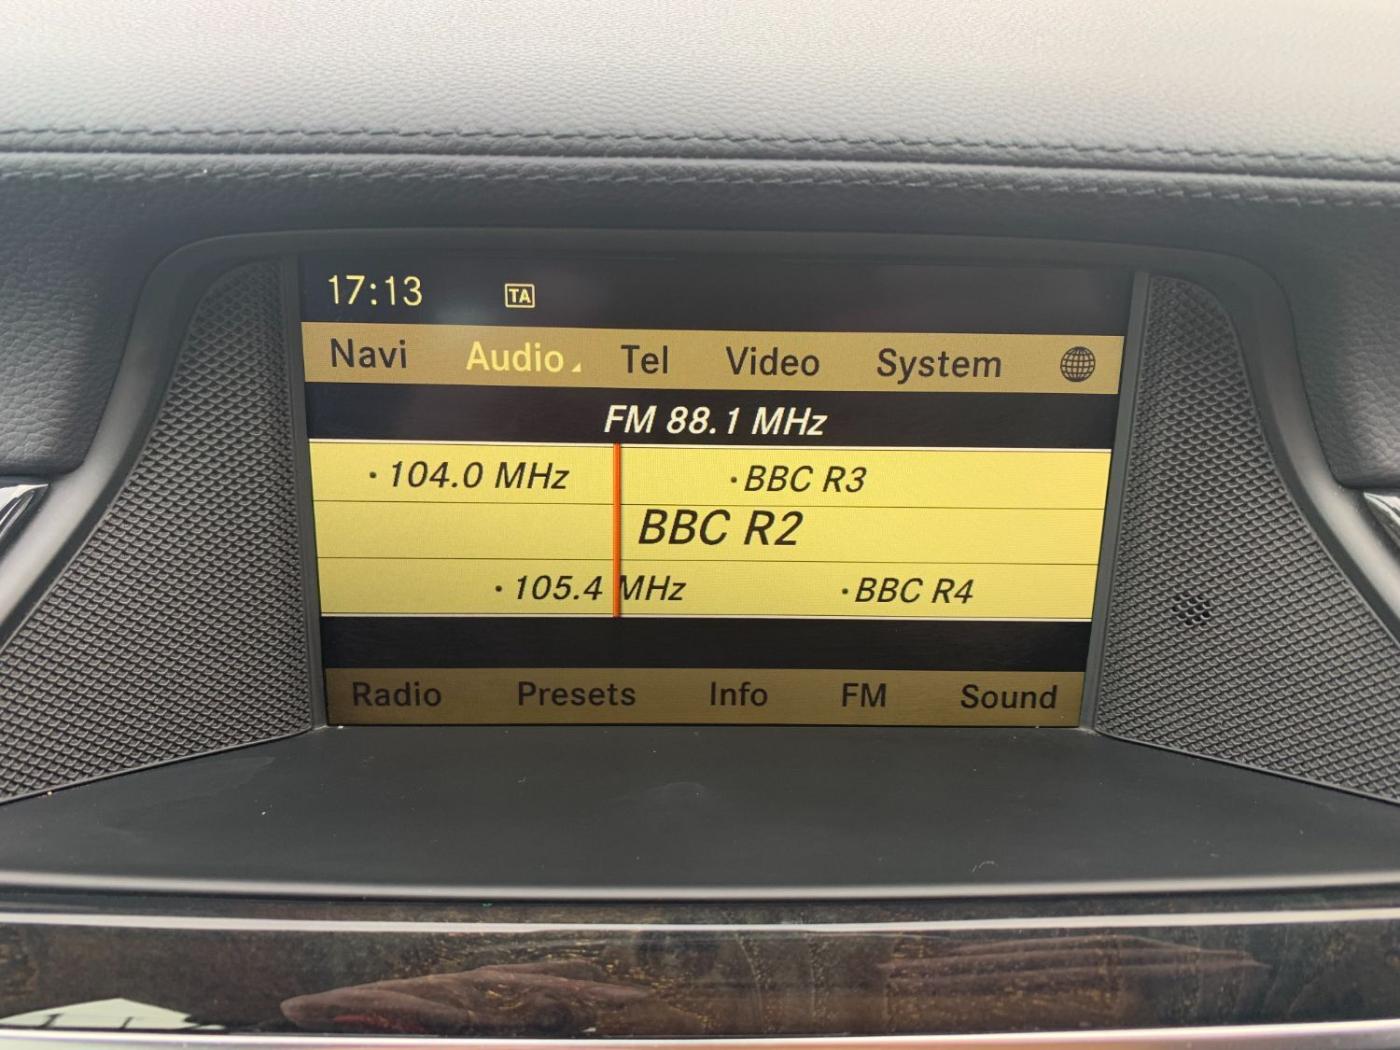 17:13 TA
Navi Audio Tel Video System
FM 88.1 MHz
· 104.0 MHz · BBC R3
BBC R2
· 105.4 MHz · BBC R4
Radio Presets Info FM Sound